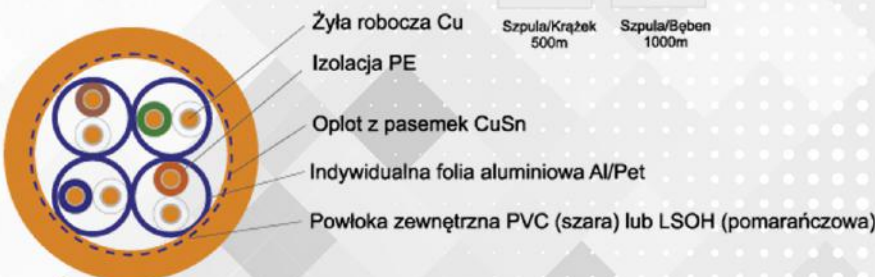 Szpula/Krążek
500m
Szpula/Bęben
1000m
Żyła robocza Cu
Izolacja PE
Oplot z pasemek CuSn
Indywidualna folia aluminiowa Al/Pet
Powłoka zewnętrzna PVC (szara) lub LSOH (pomarańczowa)